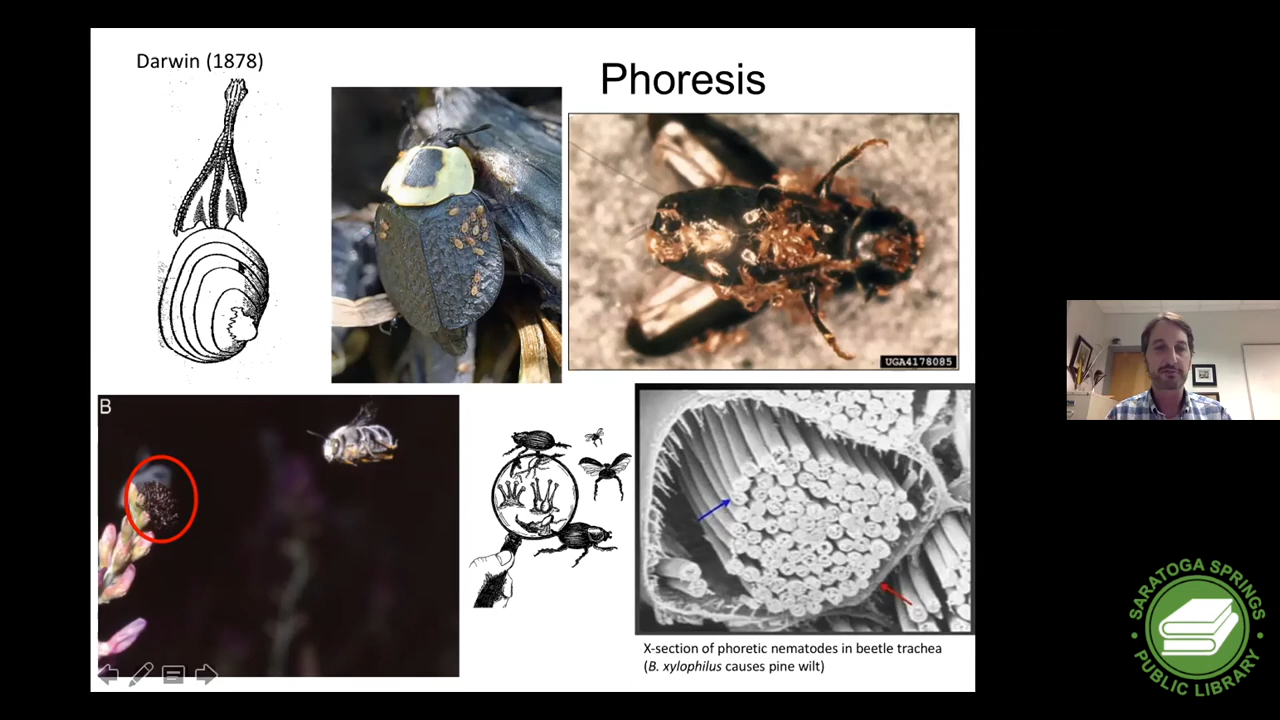 Darwin (1878)
Phoresis
UGA4178085
B
X-section of phoretic nematodes in beetle trachea
(B. xylophilus causes pine wilt)
SARATOGA SPRINGS
PUBLIC LIBRARY